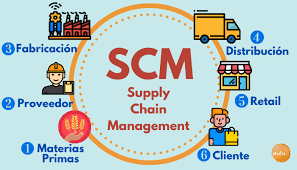 SCM
Supply
Chain
Management
1 Materias
Primas
2 Proveedor
3 Fabricación
4
Distribución
5 Retail
6 Cliente